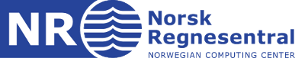 NR
Norsk
Regnesentral
NORWEGIAN COMPUTING CENTER